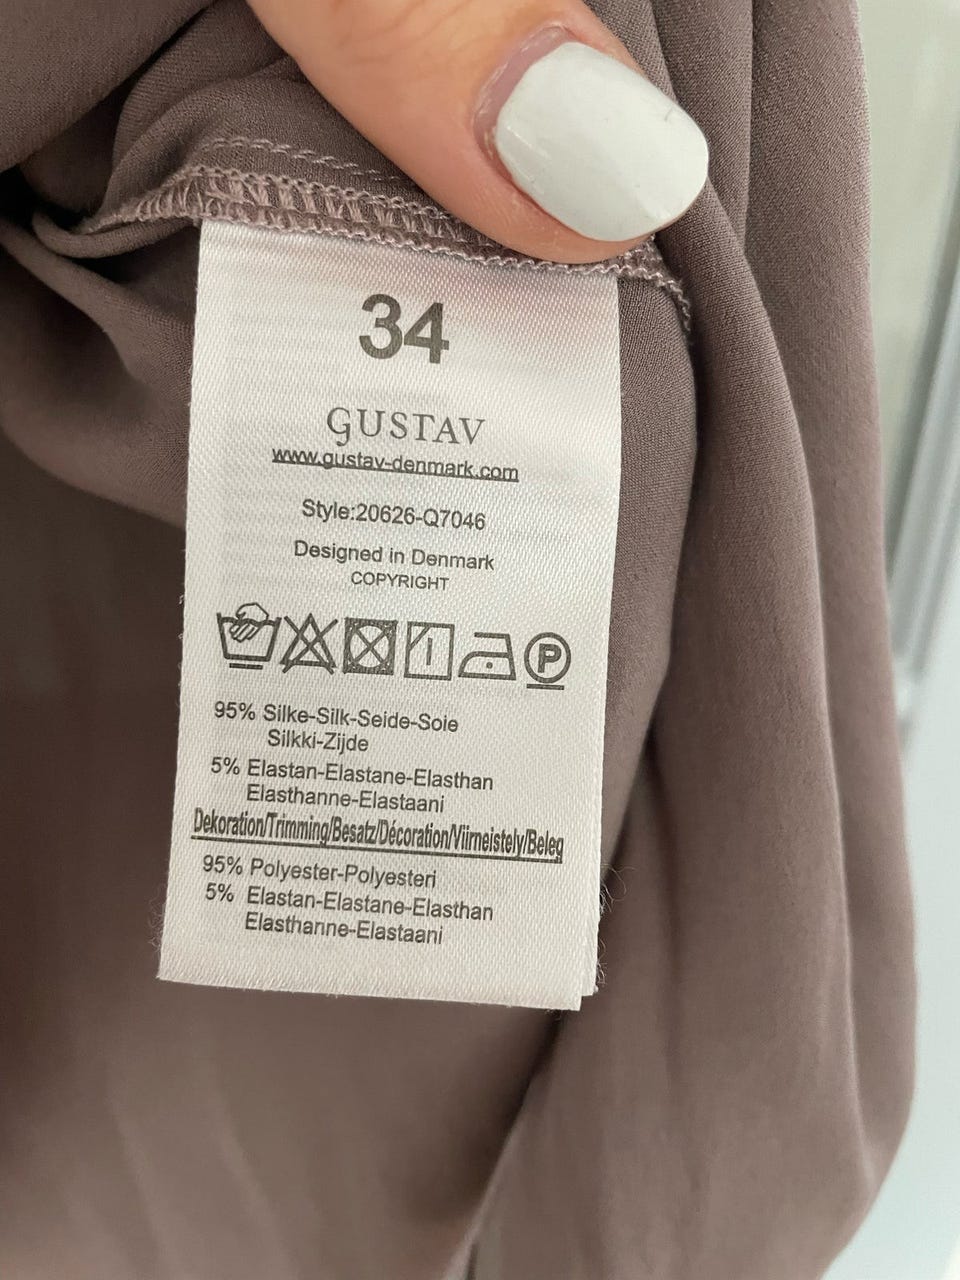 34
GUSTAV
www.gustav-denmark.com
Style:20626-Q7046
Designed in Denmark
COPYRIGHT
P
95% Silke-Silk-Seide-Soie
Silkki-Zijde
5% Elastan-Elastane-Elasthan
Elasthanne-Elastaani
Dekoration/Trimming/Besatz/Décoration/Viirneistely/Beleg
95% Polyester-Polyesteri
5% Elastan-Elastane-Elasthan
Elasthanne-Elastaani